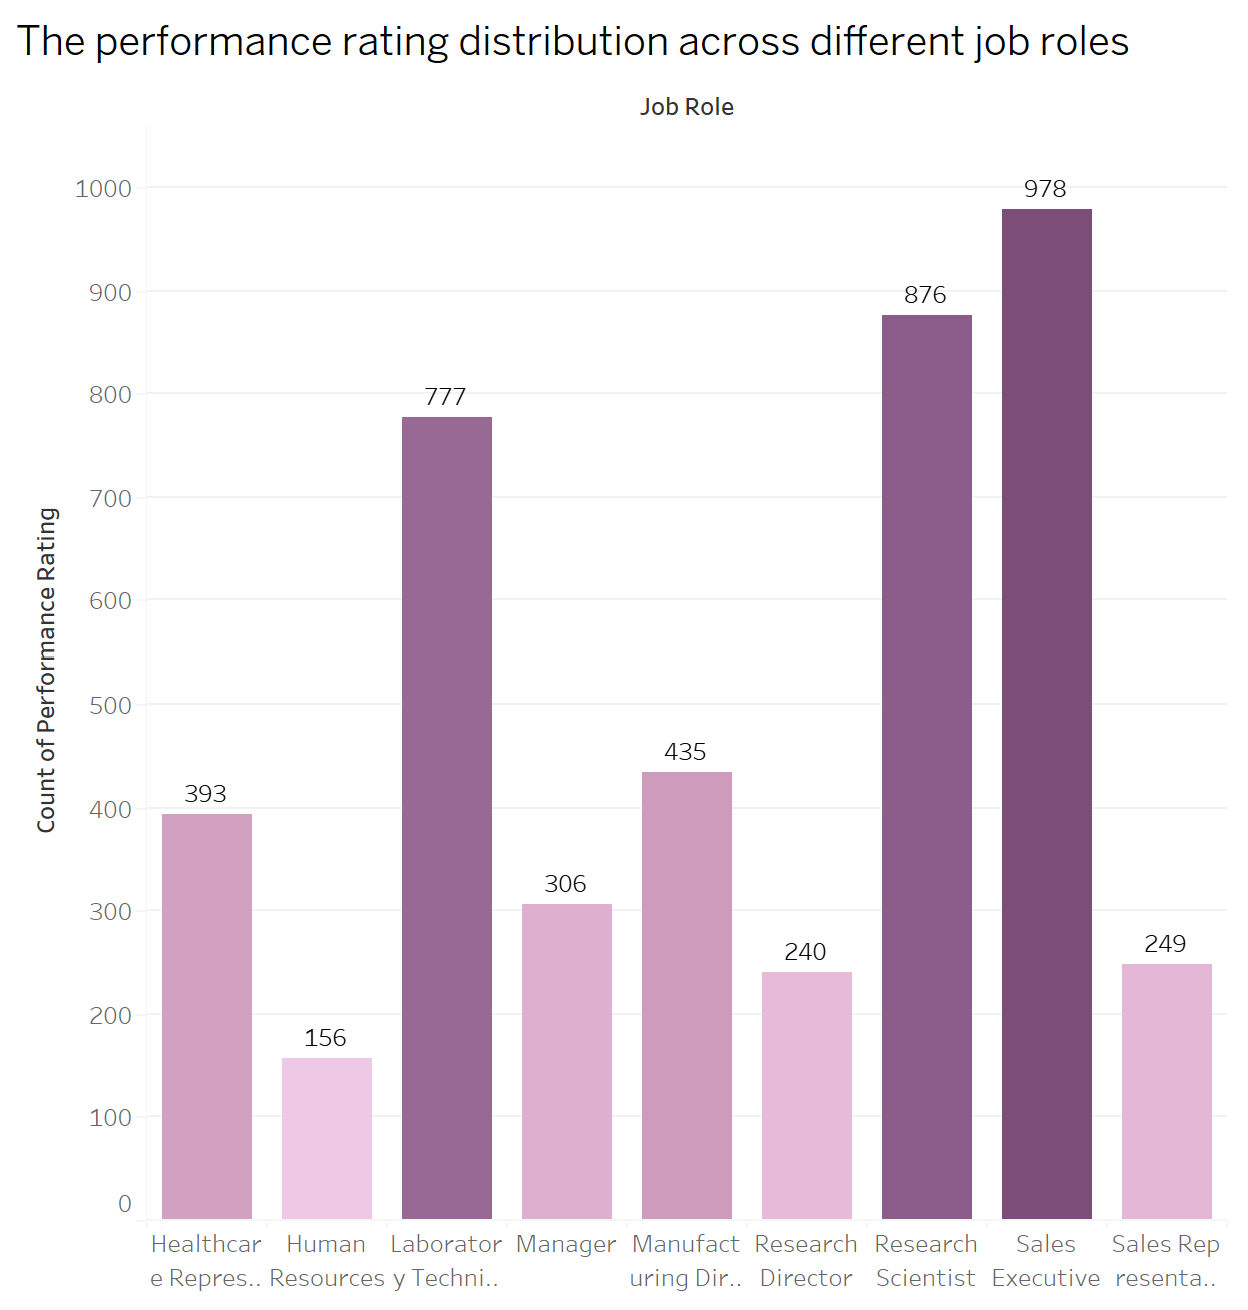 The performance rating distribution across different job roles
Job Role
Count of Performance Rating
1000
900
800
700
600
500
400
300
200
100
0
393
156
777
306
435
240
876
978
249
Healthcar
e Repres..
Human
Resources
Laborator
y Techni..
Manager
Manufact
uring Dir..
Research
Director
Research
Scientist
Sales
Executive
Sales Rep
resenta..